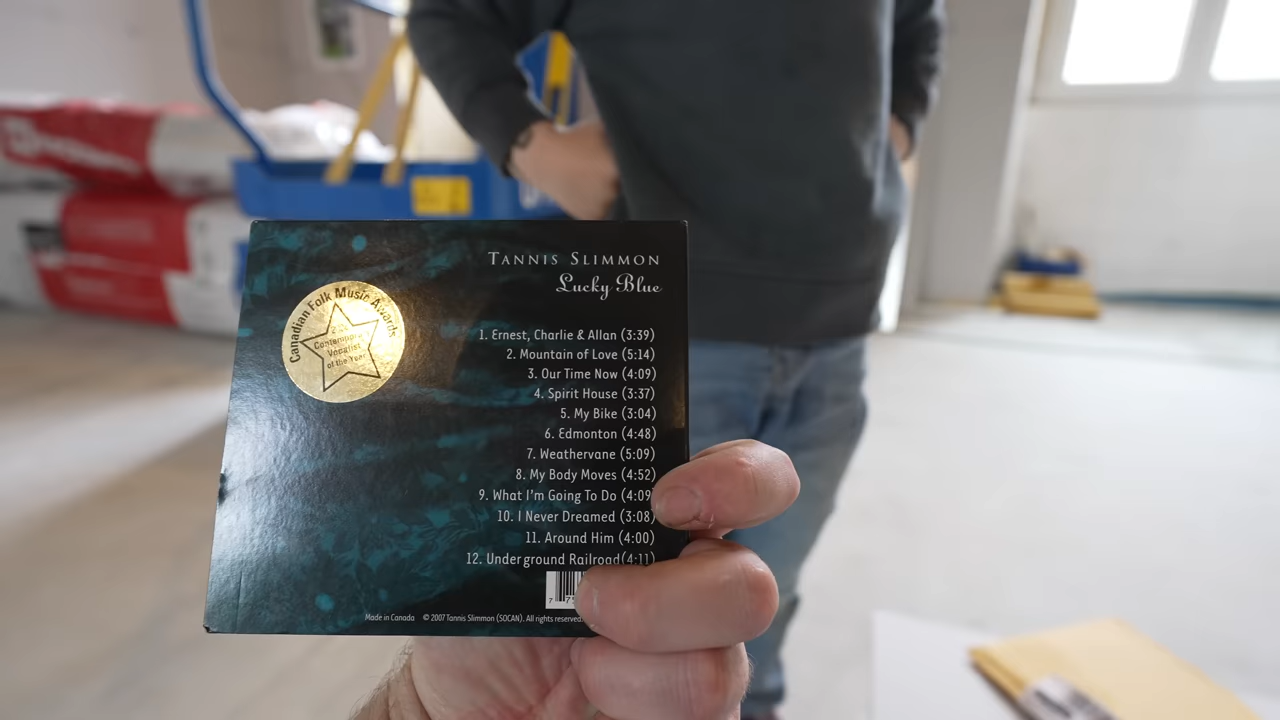 TANNIS SLIMMON
Lucky Blue
Canadian Folk Music Awards
Contemporary
Vocalist
of the Year
1. Ernest, Charlie & Allan (3:39)
2. Mountain of Love (5:14)
3. Our Time Now (4:09)
4. Spirit House (3:37)
5. My Bike (3:04)
6. Edmonton (4:48)
7. Weathervane (5:09)
8. My Body Moves (4:52)
9. What I'm Going To Do (4:09
10. I Never Dreamed (3:08)
11. Around Him (4:00)
12. Underground Railroad (4:11)
Made in Canada © 2007 Tannis Slimmon (SOCAN). All rights reserved.